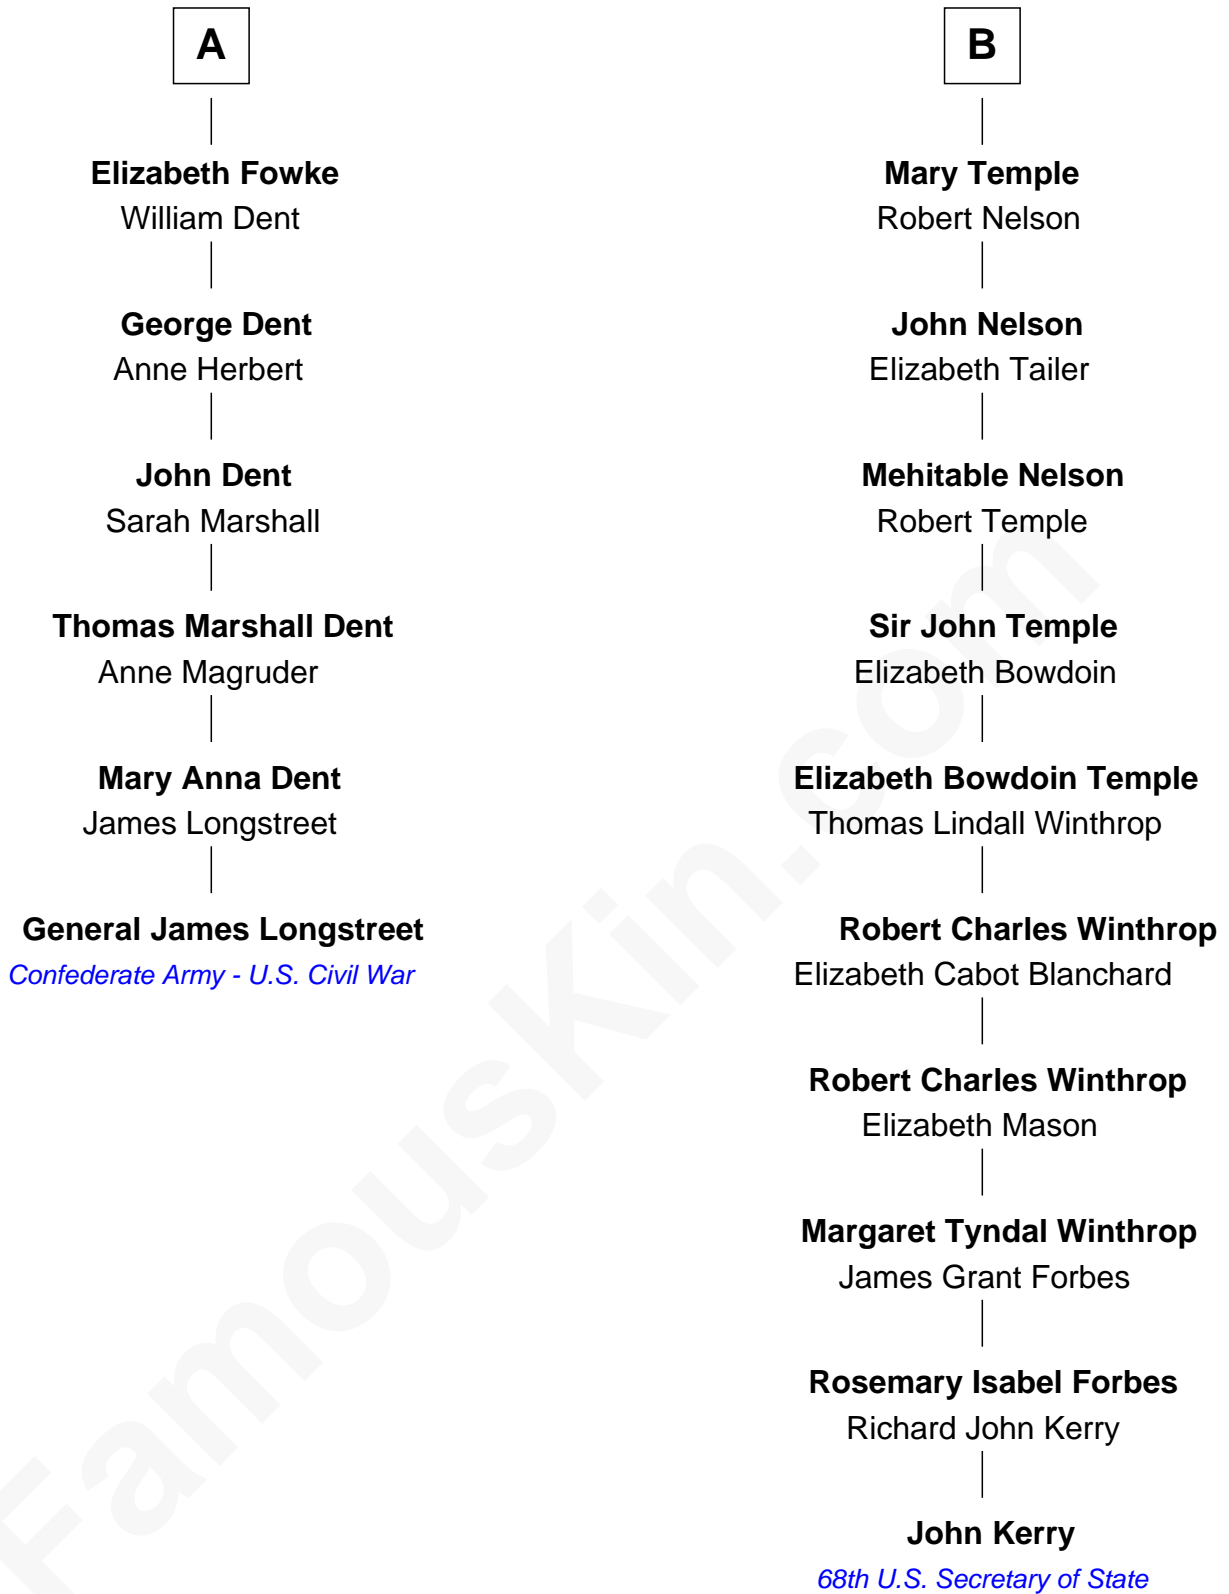 A
Elizabeth Fowke
William Dent
George Dent
Anne Herbert
John Dent
Sarah Marshall
Thomas Marshall Dent
Anne Magruder
Mary Anna Dent
James Longstreet
General James Longstreet
Confederate Army - U.S. Civil War
B
Mary Temple
Robert Nelson
John Nelson
Elizabeth Tailer
Mehitable Nelson
Robert Temple
Sir John Temple
Elizabeth Bowdoin
Elizabeth Bowdoin Temple
Thomas Lindall Winthrop
Robert Charles Winthrop
Elizabeth Cabot Blanchard
Robert Charles Winthrop
Elizabeth Mason
Margaret Tyndal Winthrop
James Grant Forbes
Rosemary Isabel Forbes
Richard John Kerry
John Kerry
68th U.S. Secretary of State
FamousKin.com